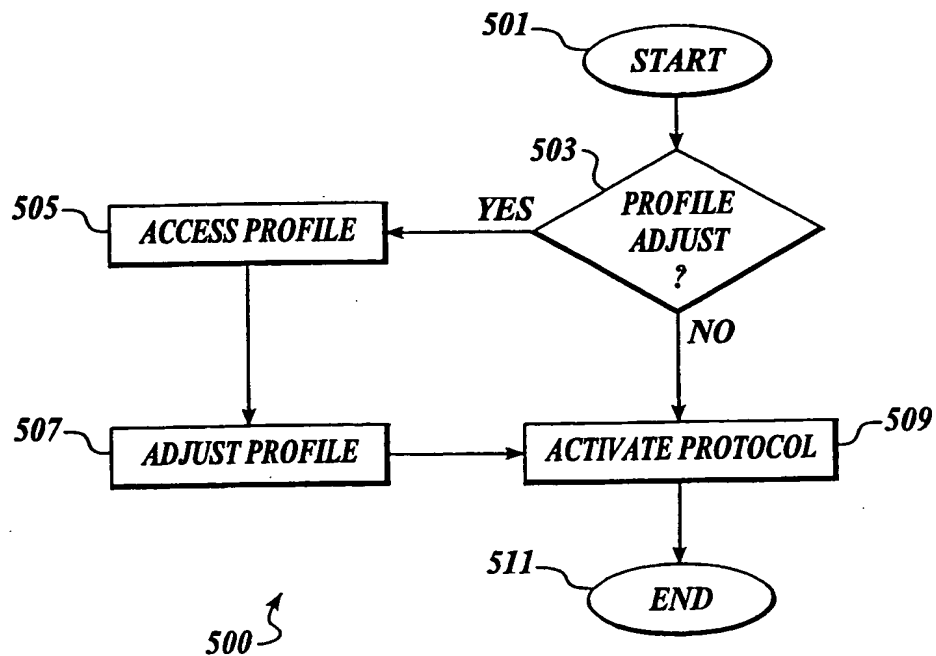 501
START
503
PROFILE
ADJUST
?
YES
505
ACCESS PROFILE
NO
507
ADJUST PROFILE
ACTIVATE PROTOCOL
509
511
END
500